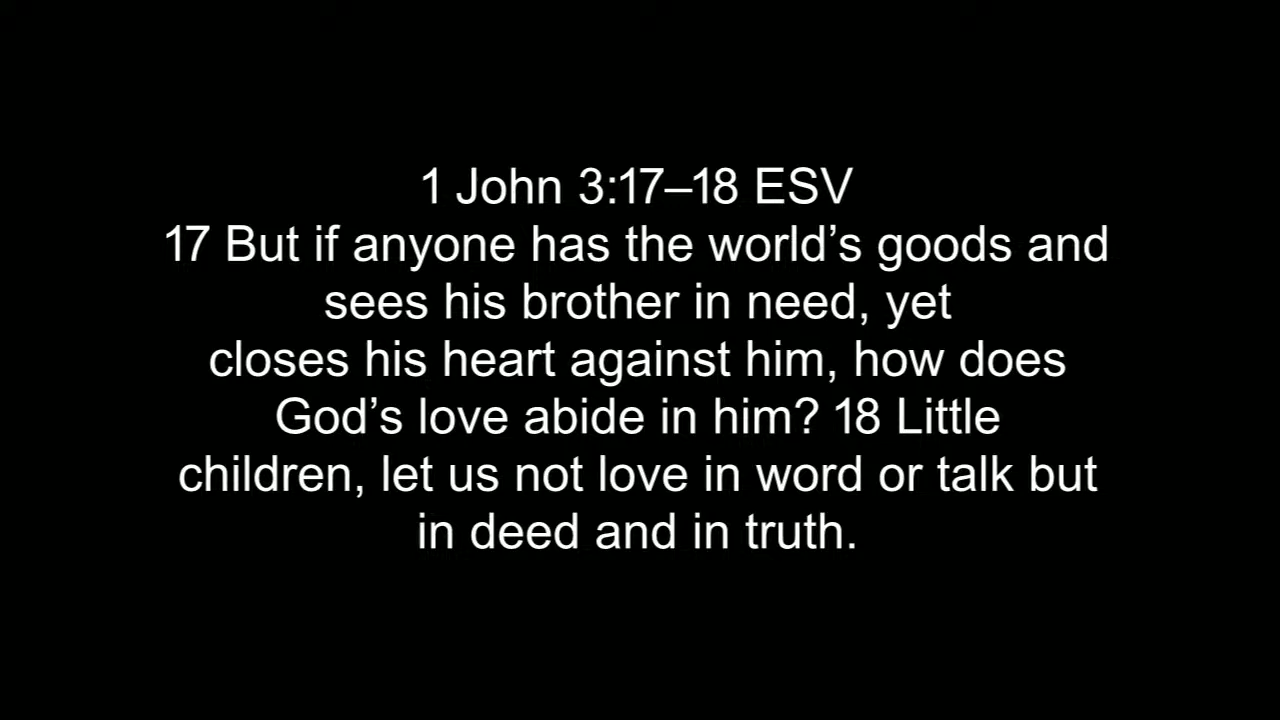 1 John 3:17–18 ESV
17 But if anyone has the world’s goods and
sees his brother in need, yet
closes his heart against him, how does
God’s love abide in him? 18 Little
children, let us not love in word or talk but
in deed and in truth.